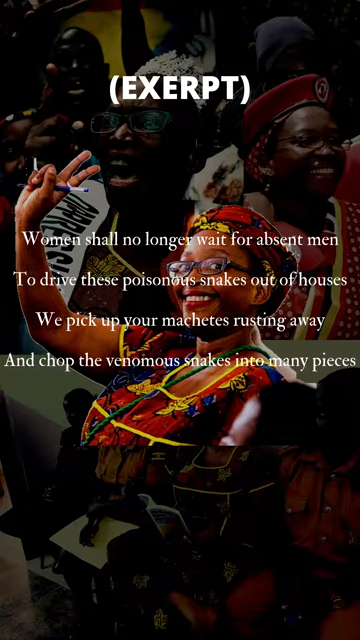 (EXERPT)
Women shall no longer wait for absent men
To drive these poisonous snakes out of houses
We pick up your machetes rusting away
And chop the venomous snakes into many pieces